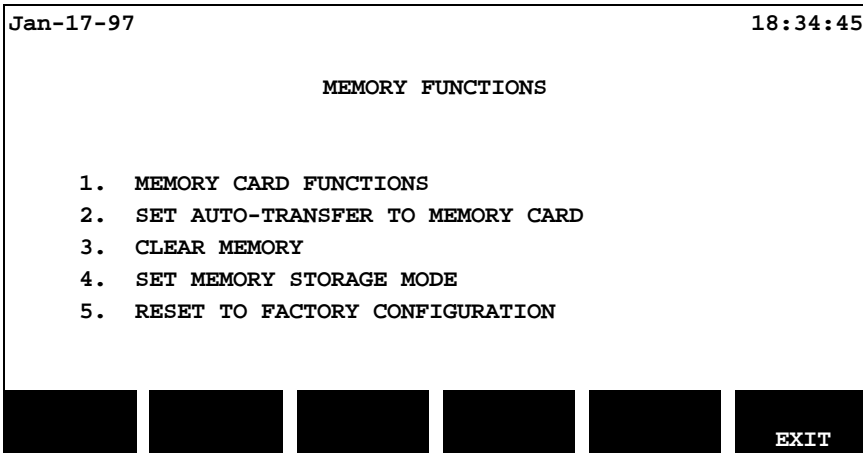 Jan-17-97 18:34:45
MEMORY FUNCTIONS
1. MEMORY CARD FUNCTIONS
2. SET AUTO-TRANSFER TO MEMORY CARD
3. CLEAR MEMORY
4. SET MEMORY STORAGE MODE
5. RESET TO FACTORY CONFIGURATION
EXIT